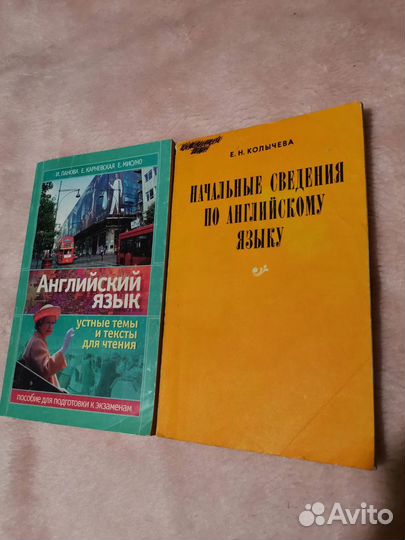 И. ПАНОВА Е. КАРНЕВСКАЯ Е. МИСУНО
Английский
язык
устные темы
и тексты
для чтения
пособие для подготовки к экзаменам
Е. Н. КОЛЫЧЕВА
НАЧАЛЬНЫЕ СВЕДЕНИЯ
ПО АНГЛИЙСКОМУ
ЯЗЫКУ
Avito